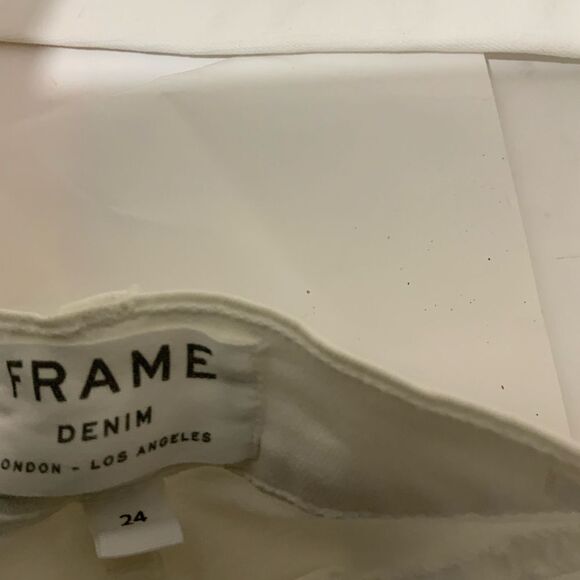 FRAME
DENIM
ONDON - LOS ANGELES
24